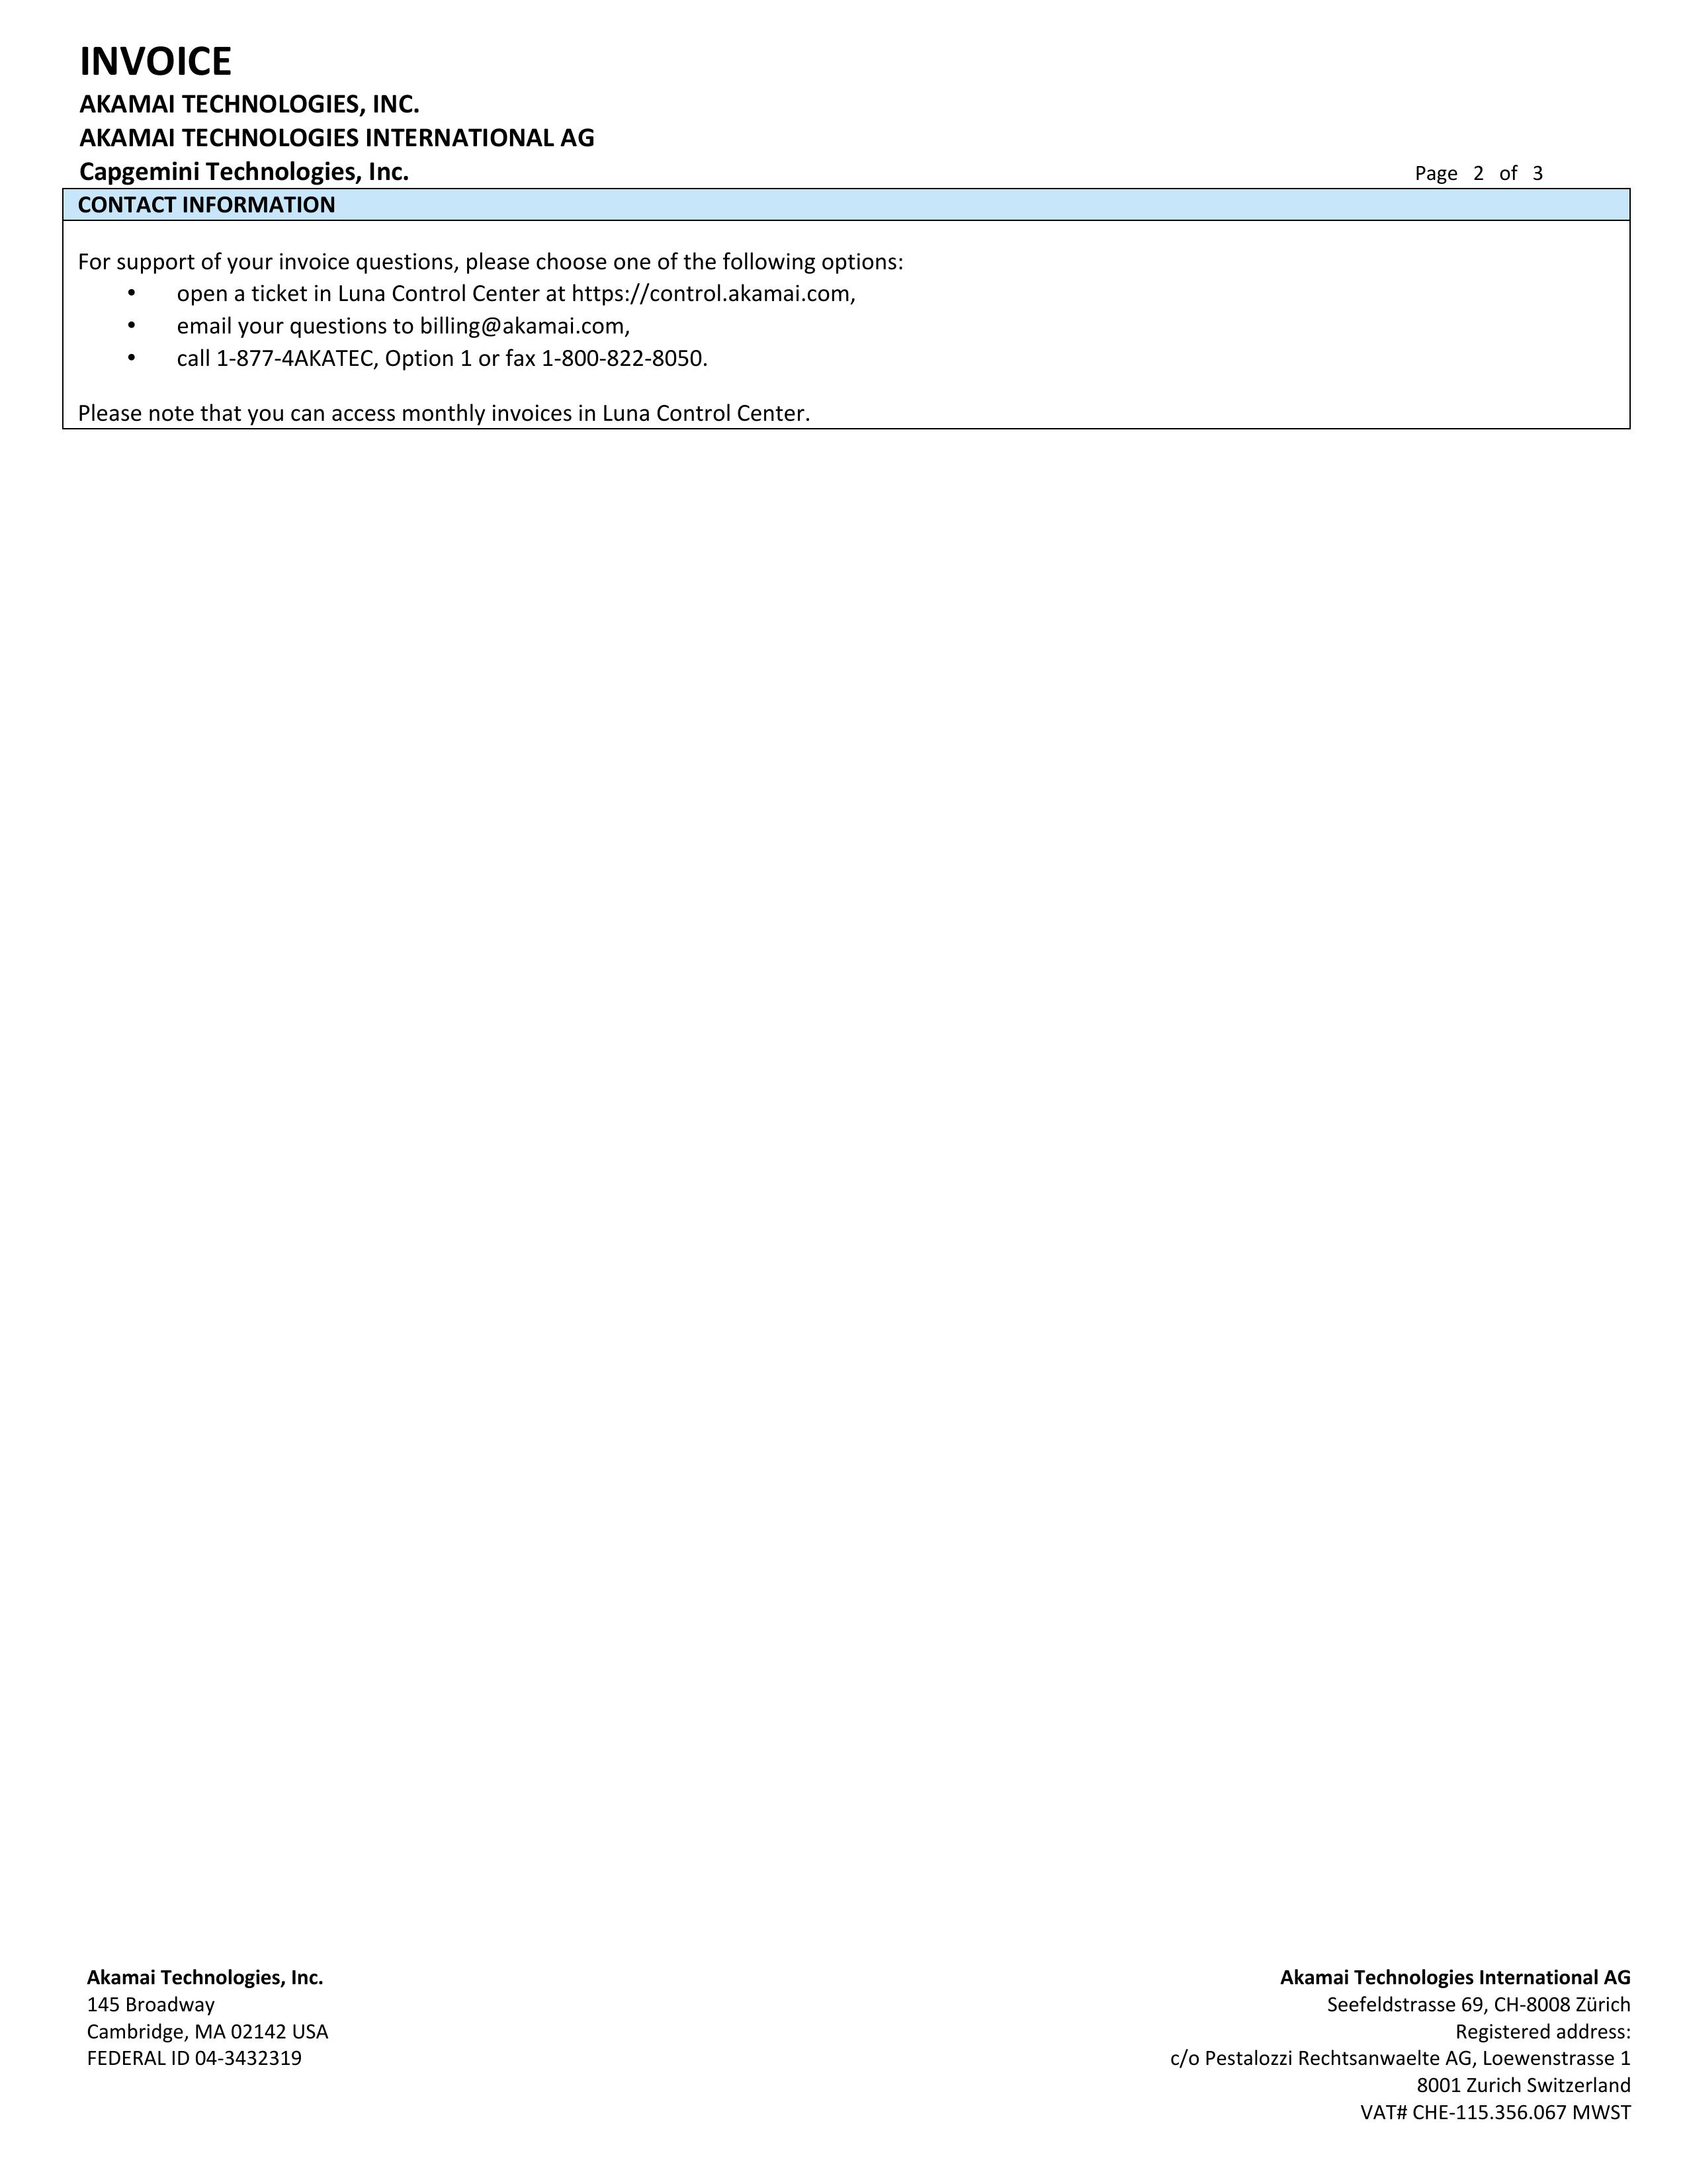 INVOICE
AKAMAI TECHNOLOGIES, INC.
AKAMAI TECHNOLOGIES INTERNATIONAL AG
Capgemini Technologies, Inc.
Page 2 of 3
CONTACT INFORMATION
For support of your invoice questions, please choose one of the following options:
• open a ticket in Luna Control Center at https://control.akamai.com,
• email your questions to billing@akamai.com,
• call 1-877-4AKATEC, Option 1 or fax 1-800-822-8050.
Please note that you can access monthly invoices in Luna Control Center.
Akamai Technologies, Inc.
145 Broadway
Cambridge, MA 02142 USA
FEDERAL ID 04-3432319
Akamai Technologies International AG
Seefeldstrasse 69, CH-8008 Zürich
Registered address:
c/o Pestalozzi Rechtsanwaelte AG, Loewenstrasse 1
8001 Zurich Switzerland
VAT# CHE-115.356.067 MWST